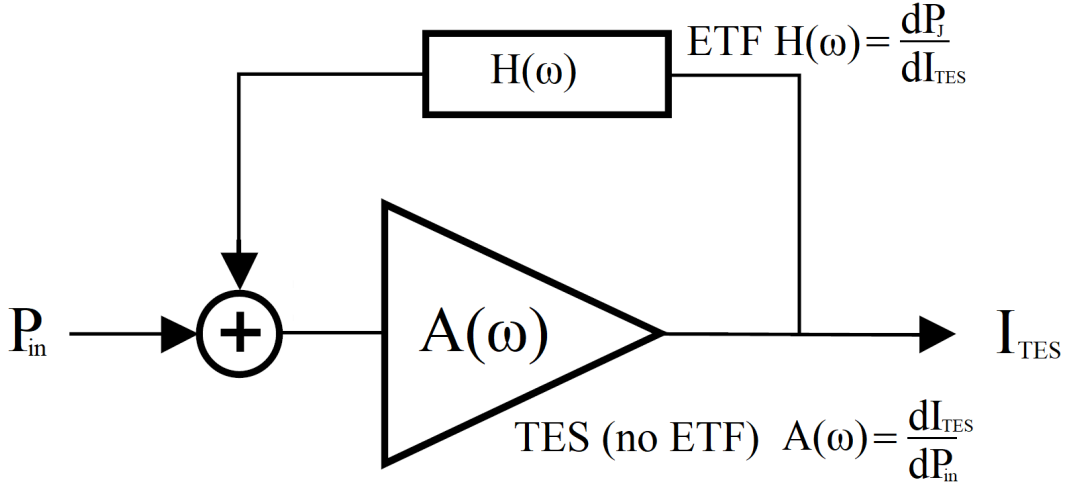 H(ω)
ETF H(ω)= dP_J / dI_TES
P_in
+
A(ω)
I_TES
TES (no ETF) A(ω)= dI_TES / dP_in